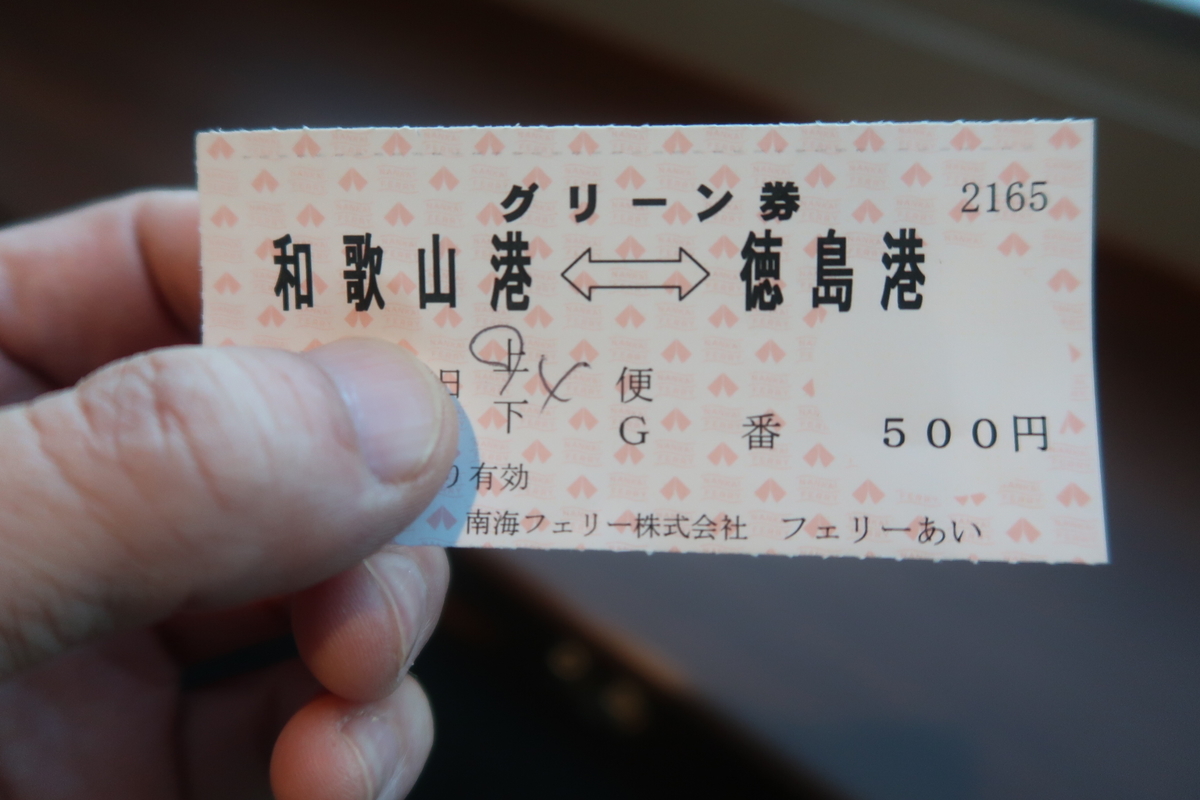 グリーン券 2165
和歌山港 ⇔ 徳島港
日 上 便
下 G 番 500円
有効
南海フェリー株式会社 フェリーあい